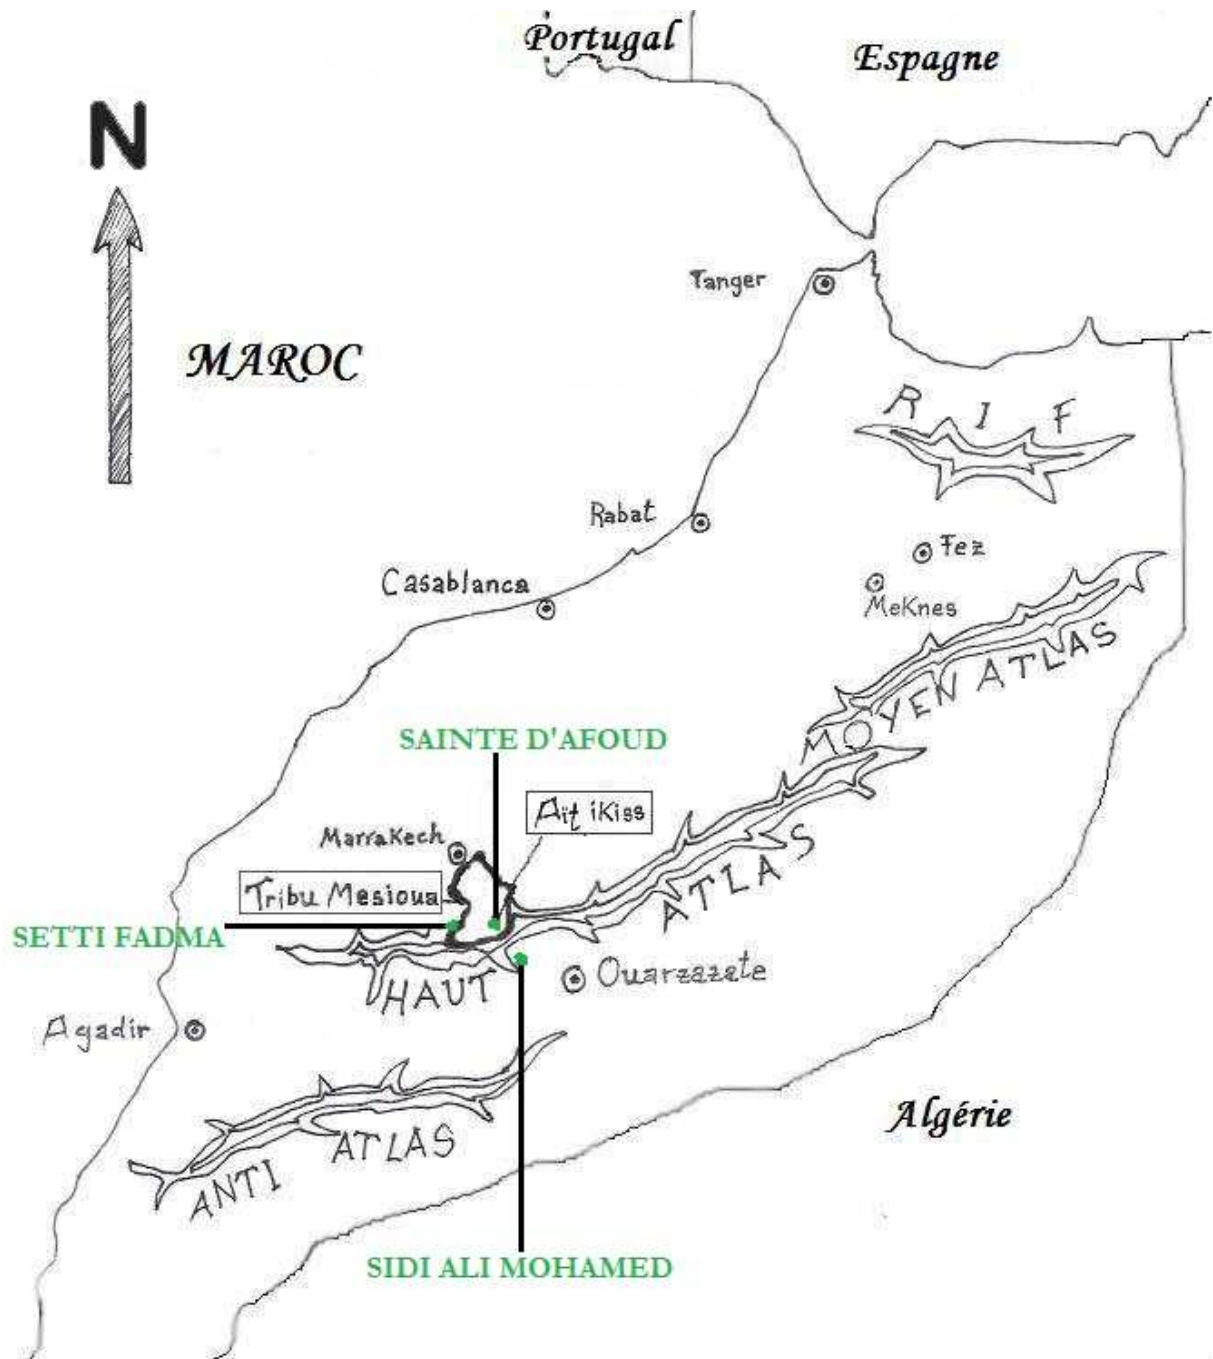 Portugal
Espagne
N
Tanger
MAROC
R I F
Rabat
Fez
Casablanca
Meknes
MOYEN ATLAS
SAINTE D'AFOUD
Aiţ iKiss
Marrakech
Tribu Mesioua
SETTI FADMA
HAUT ATLAS
Ouarzazate
Agadir
Algérie
ANTI ATLAS
SIDI ALI MOHAMED